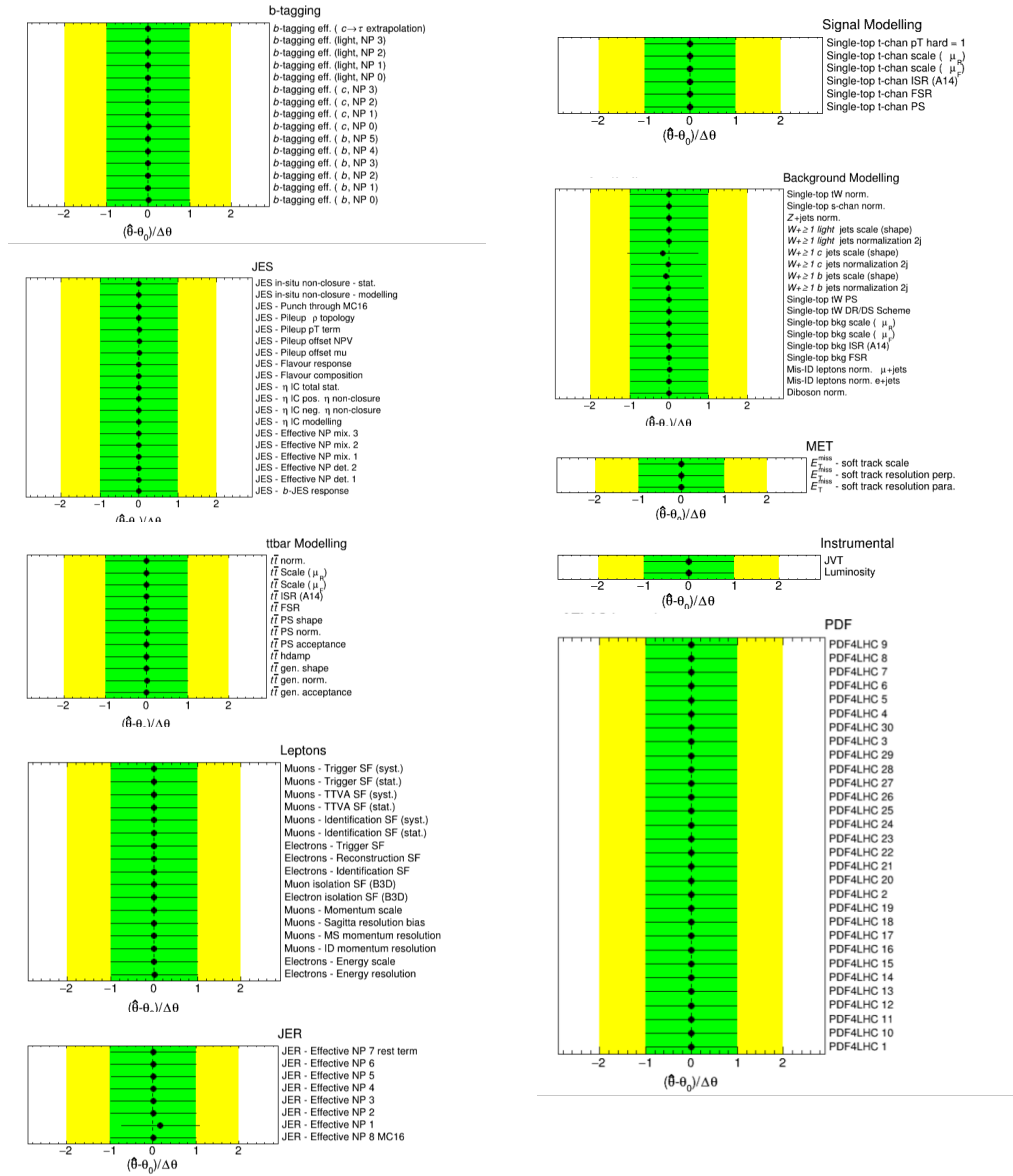 b-tagging
b-tagging eff. ( c→τ extrapolation)
b-tagging eff. (light, NP 3)
b-tagging eff. (light, NP 2)
b-tagging eff. (light, NP 1)
b-tagging eff. (light, NP 0)
b-tagging eff. ( c, NP 3)
b-tagging eff. ( c, NP 2)
b-tagging eff. ( c, NP 1)
b-tagging eff. ( c, NP 0)
b-tagging eff. ( b, NP 5)
b-tagging eff. ( b, NP 4)
b-tagging eff. ( b, NP 3)
b-tagging eff. ( b, NP 2)
b-tagging eff. ( b, NP 1)
b-tagging eff. ( b, NP 0)
−2 −1 0 1 2
(θ̂-θ₀)/Δθ
JES
JES in-situ non-closure - stat.
JES in-situ non-closure - modelling
JES - Punch through MC16
JES - Pileup ρ topology
JES - Pileup pT term
JES - Pileup offset NPV
JES - Pileup offset mu
JES - Flavour response
JES - Flavour composition
JES - η IC total stat.
JES - η IC pos. η non-closure
JES - η IC neg. η non-closure
JES - η IC modelling
JES - Effective NP mix. 3
JES - Effective NP mix. 2
JES - Effective NP mix. 1
JES - Effective NP det. 2
JES - Effective NP det. 1
JES - b-JES response
−2 −1 0 1 2
(θ̂-θ₀)/Δθ
ttbar Modelling
tt̅ norm.
tt̅ Scale (μ_R)
tt̅ Scale (μ_F)
tt̅ ISR (A14)
tt̅ FSR
tt̅ PS shape
tt̅ PS norm.
tt̅ PS acceptance
tt̅ hdamp
tt̅ gen. shape
tt̅ gen. norm.
tt̅ gen. acceptance
−2 −1 0 1 2
(θ̂-θ₀)/Δθ
Leptons
Muons - Trigger SF (syst.)
Muons - Trigger SF (stat.)
Muons - TTVA SF (syst.)
Muons - TTVA SF (stat.)
Muons - Identification SF (syst.)
Muons - Identification SF (stat.)
Electrons - Trigger SF
Electrons - Reconstruction SF
Electrons - Identification SF
Muon isolation SF (B3D)
Electron isolation SF (B3D)
Muons - Momentum scale
Muons - Sagitta resolution bias
Muons - MS momentum resolution
Muons - ID momentum resolution
Electrons - Energy scale
Electrons - Energy resolution
−2 −1 0 1 2
(θ̂-θ₀)/Δθ
JER
JER - Effective NP 7 rest term
JER - Effective NP 6
JER - Effective NP 5
JER - Effective NP 4
JER - Effective NP 3
JER - Effective NP 2
JER - Effective NP 1
JER - Effective NP 8 MC16
−2 −1 0 1 2
(θ̂-θ₀)/Δθ
Signal Modelling
Single-top t-chan pT hard = 1
Single-top t-chan scale ( μ_R)
Single-top t-chan scale ( μ_F)
Single-top t-chan ISR (A14)
Single-top t-chan FSR
Single-top t-chan PS
−2 −1 0 1 2
(θ̂-θ₀)/Δθ
Background Modelling
Single-top tW norm.
Single-top s-chan norm.
Z+jets norm.
W+≥1 light jets scale (shape)
W+≥1 light jets normalization 2j
W+≥1 c jets scale (shape)
W+≥1 c jets normalization 2j
W+≥1 b jets scale (shape)
W+≥1 b jets normalization 2j
Single-top tW PS
Single-top tW DR/DS Scheme
Single-top bkg scale ( μ_R)
Single-top bkg scale ( μ_F)
Single-top bkg ISR (A14)
Single-top bkg FSR
Mis-ID leptons norm. μ+jets
Mis-ID leptons norm. e+jets
Diboson norm.
−2 −1 0 1 2
(θ̂-θ₀)/Δθ
MET
E_T^miss - soft track scale
E_T^miss - soft track resolution perp.
E_T^miss - soft track resolution para.
−2 −1 0 1 2
(θ̂-θ₀)/Δθ
Instrumental
JVT
Luminosity
−2 −1 0 1 2
(θ̂-θ₀)/Δθ
PDF
PDF4LHC 9
PDF4LHC 8
PDF4LHC 7
PDF4LHC 6
PDF4LHC 5
PDF4LHC 4
PDF4LHC 30
PDF4LHC 3
PDF4LHC 29
PDF4LHC 28
PDF4LHC 27
PDF4LHC 26
PDF4LHC 25
PDF4LHC 24
PDF4LHC 23
PDF4LHC 22
PDF4LHC 21
PDF4LHC 20
PDF4LHC 2
PDF4LHC 19
PDF4LHC 18
PDF4LHC 17
PDF4LHC 16
PDF4LHC 15
PDF4LHC 14
PDF4LHC 13
PDF4LHC 12
PDF4LHC 11
PDF4LHC 10
PDF4LHC 1
−2 −1 0 1 2
(θ̂-θ₀)/Δθ